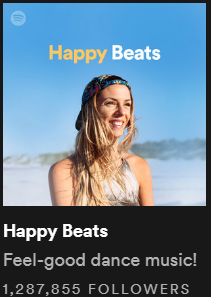 Happy Beats
Happy Beats
Feel-good dance music!
1,287,855 FOLLOWERS